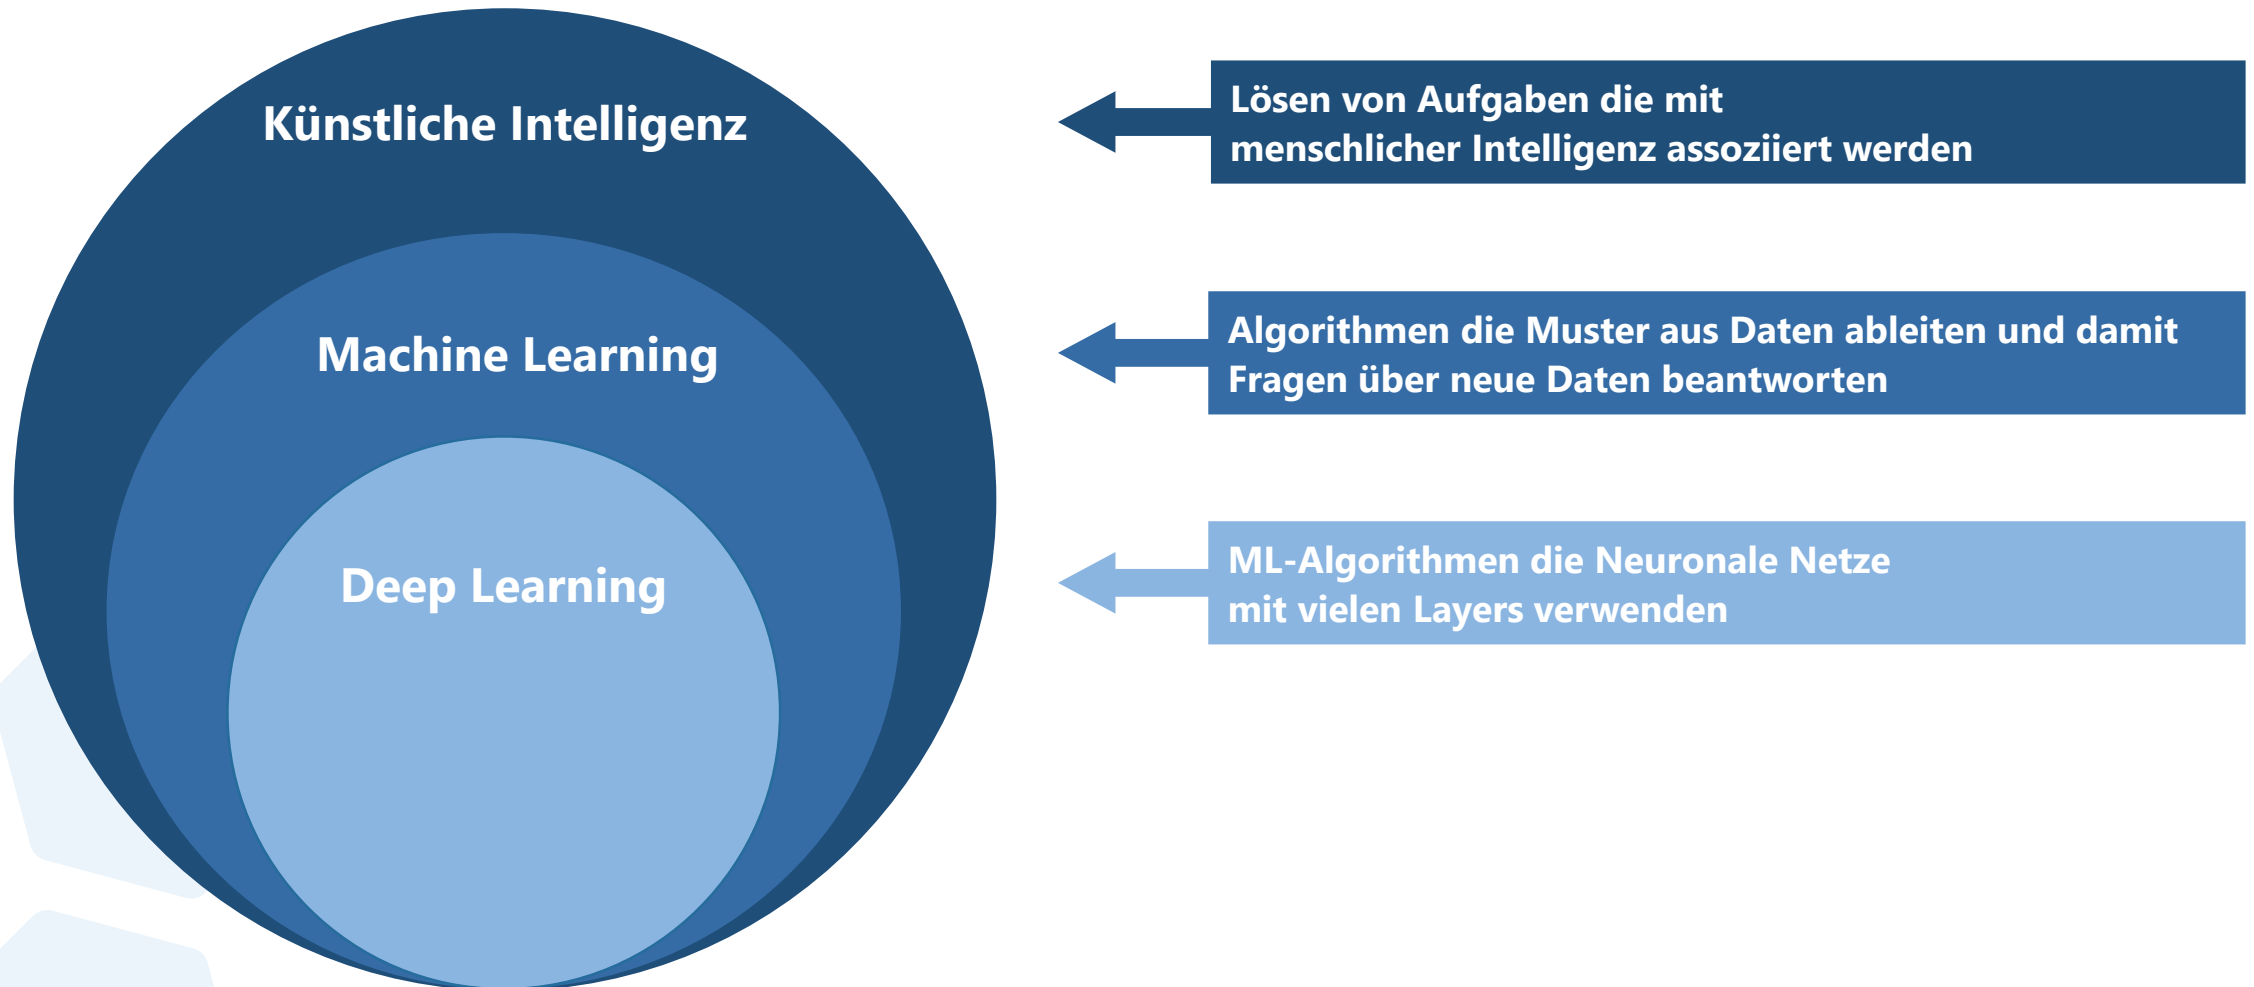 Künstliche Intelligenz
Lösen von Aufgaben die mit
menschlicher Intelligenz assoziiert werden
Machine Learning
Algorithmen die Muster aus Daten ableiten und damit
Fragen über neue Daten beantworten
Deep Learning
ML-Algorithmen die Neuronale Netze
mit vielen Layers verwenden